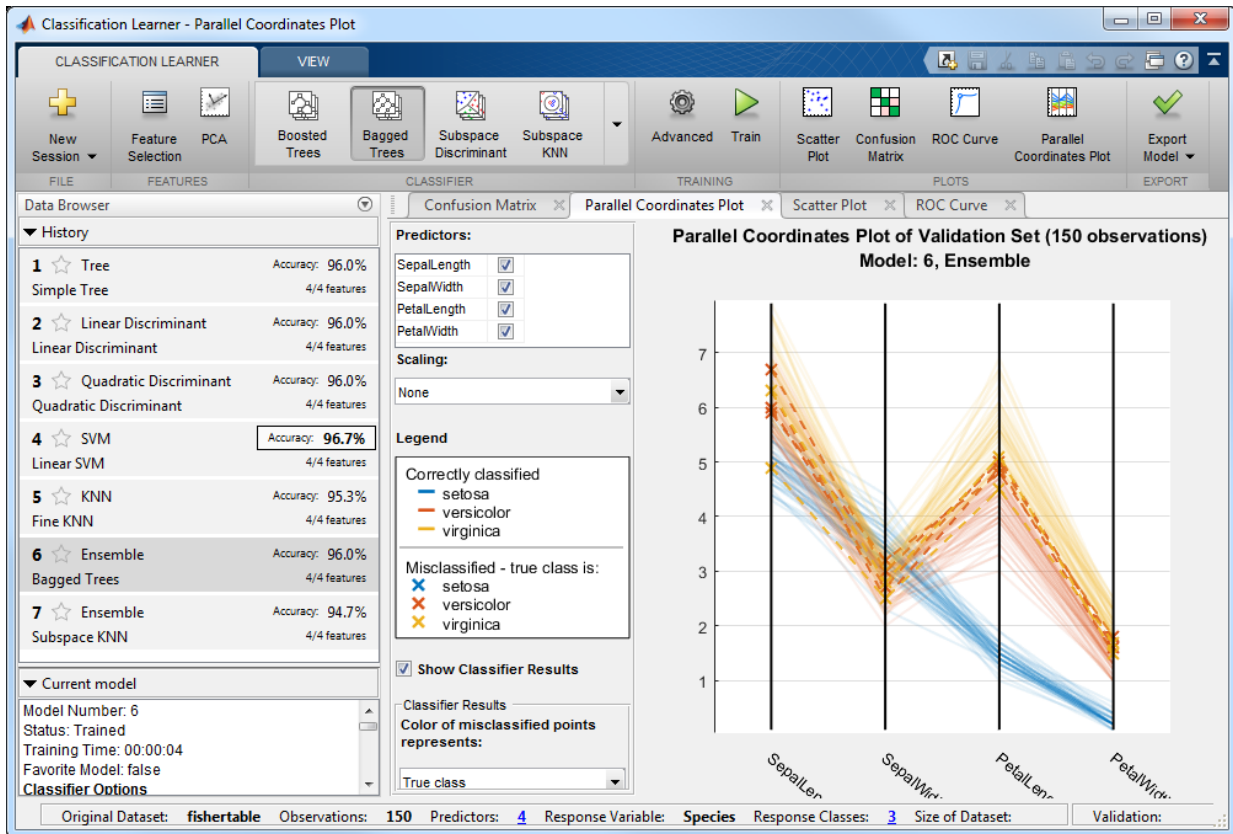 Classification Learner - Parallel Coordinates Plot
CLASSIFICATION LEARNER
VIEW
New Session
Feature Selection
PCA
Boosted Trees
Bagged Trees
Subspace Discriminant
Subspace KNN
Advanced
Train
Scatter Plot
Confusion Matrix
ROC Curve
Parallel Coordinates Plot
Export Model
FILE
FEATURES
CLASSIFIER
TRAINING
PLOTS
EXPORT
Data Browser
History
1 Tree Accuracy: 96.0%
Simple Tree 4/4 features
2 Linear Discriminant Accuracy: 96.0%
Linear Discriminant 4/4 features
3 Quadratic Discriminant Accuracy: 96.0%
Quadratic Discriminant 4/4 features
4 SVM Accuracy: 96.7%
Linear SVM 4/4 features
5 KNN Accuracy: 95.3%
Fine KNN 4/4 features
6 Ensemble Accuracy: 96.0%
Bagged Trees 4/4 features
7 Ensemble Accuracy: 94.7%
Subspace KNN 4/4 features
Current model
Model Number: 6
Status: Trained
Training Time: 00:00:04
Favorite Model: false
Classifier Options
Confusion Matrix
Parallel Coordinates Plot
Scatter Plot
ROC Curve
Predictors:
SepalLength
SepalWidth
PetalLength
PetalWidth
Scaling:
None
Legend
Correctly classified
setosa
versicolor
virginica
Misclassified - true class is:
setosa
versicolor
virginica
Show Classifier Results
Classifier Results
Color of misclassified points
represents:
True class
Parallel Coordinates Plot of Validation Set (150 observations)
Model: 6, Ensemble
7
6
5
4
3
2
1
SepalLen
SepalWidt
PetalLeng
PetalWidth
Original Dataset: fishertable Observations: 150 Predictors: 4 Response Variable: Species Response Classes: 3 Size of Dataset: Validation: